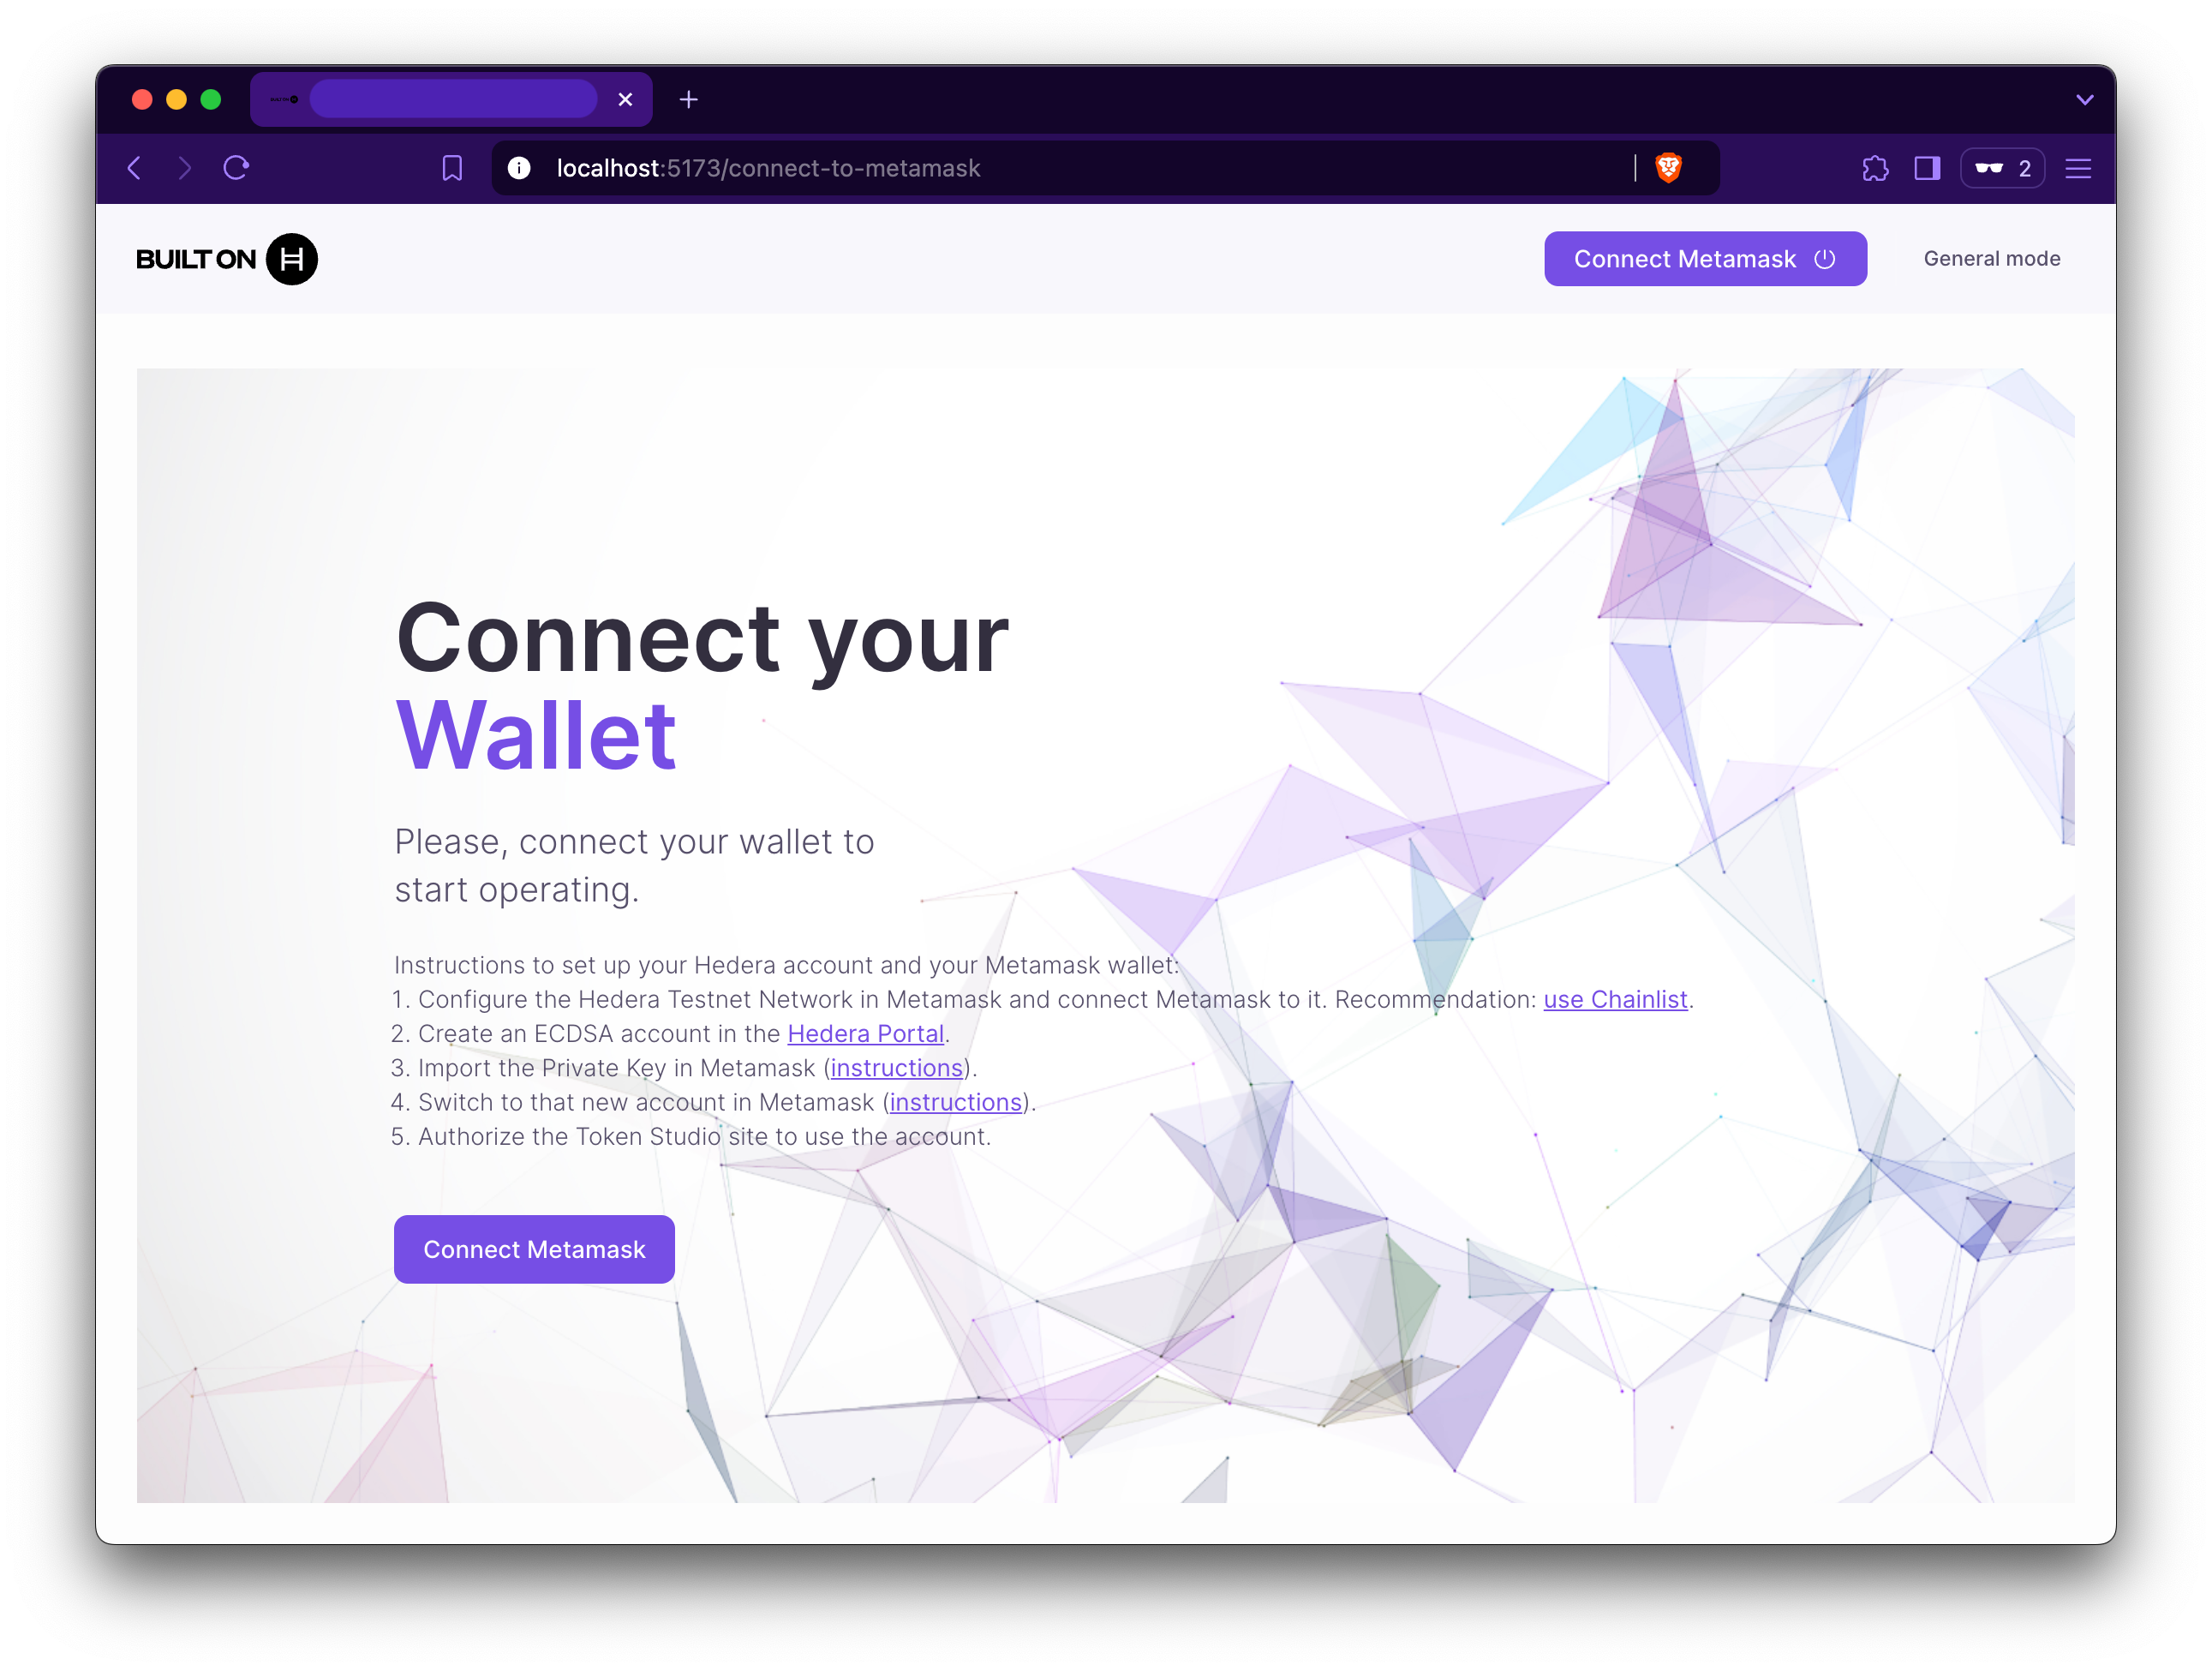 localhost:5173/connect-to-metamask
2
BUILT ON H
Connect Metamask
General mode
Connect your
Wallet
Please, connect your wallet to
start operating.
Instructions to set up your Hedera account and your Metamask wallet:
1. Configure the Hedera Testnet Network in Metamask and connect Metamask to it. Recommendation: use Chainlist.
2. Create an ECDSA account in the Hedera Portal.
3. Import the Private Key in Metamask (instructions).
4. Switch to that new account in Metamask (instructions).
5. Authorize the Token Studio site to use the account.
Connect Metamask